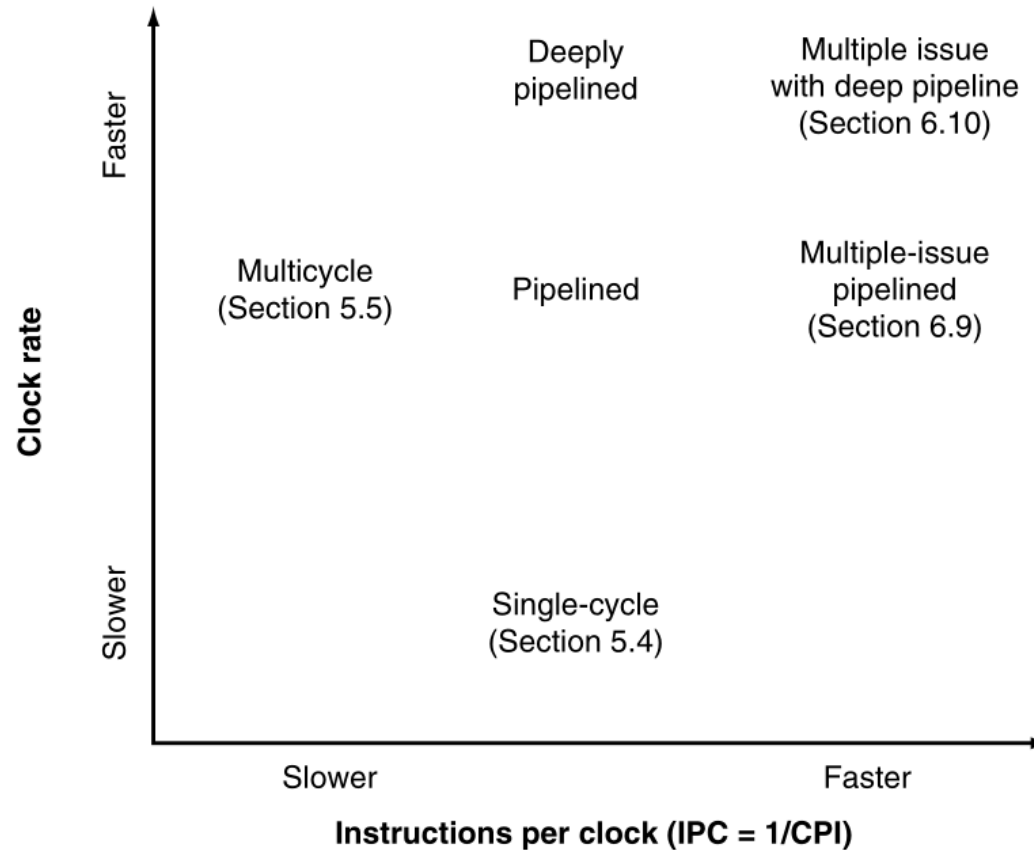 Deeply
pipelined
Multiple issue
with deep pipeline
(Section 6.10)
Faster
Multicycle
(Section 5.5)
Pipelined
Multiple-issue
pipelined
(Section 6.9)
Clock rate
Slower
Single-cycle
(Section 5.4)
Slower
Faster
Instructions per clock (IPC = 1/CPI)